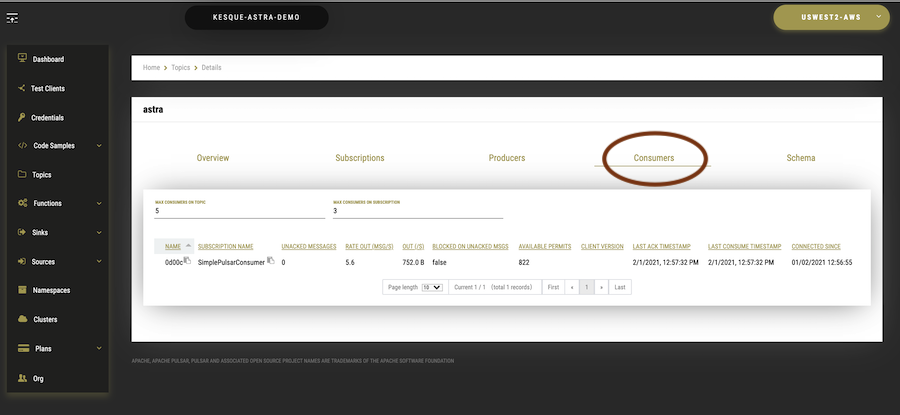 KESQUE-ASTRA-DEMO
USWEST2-AWS
Dashboard
Test Clients
Credentials
Code Samples
Topics
Functions
Sinks
Sources
Namespaces
Clusters
Plans
Org
Home > Topics > Details
astra
Overview Subscriptions Producers Consumers Schema
MAX CONSUMERS ON TOPIC MAX CONSUMERS ON SUBSCRIPTION
5 3
NAME SUBSCRIPTION NAME UNACKED MESSAGES RATE OUT (MSG/S) OUT (/S) BLOCKED ON UNACKED MSGS AVAILABLE PERMITS CLIENT VERSION LAST ACK TIMESTAMP LAST CONSUME TIMESTAMP CONNECTED SINCE
0d00c SimplePulsarConsumer 0 5.6 752.0 B false 822 2/1/2021, 12:57:32 PM 2/1/2021, 12:57:32 PM 01/02/2021 12:56:55
Page length 10 Current 1 / 1 (total 1 records) First « 1 » Last
APACHE, APACHE PULSAR, PULSAR AND ASSOCIATED OPEN SOURCE PROJECT NAMES ARE TRADEMARKS OF THE APACHE SOFTWARE FOUNDATION